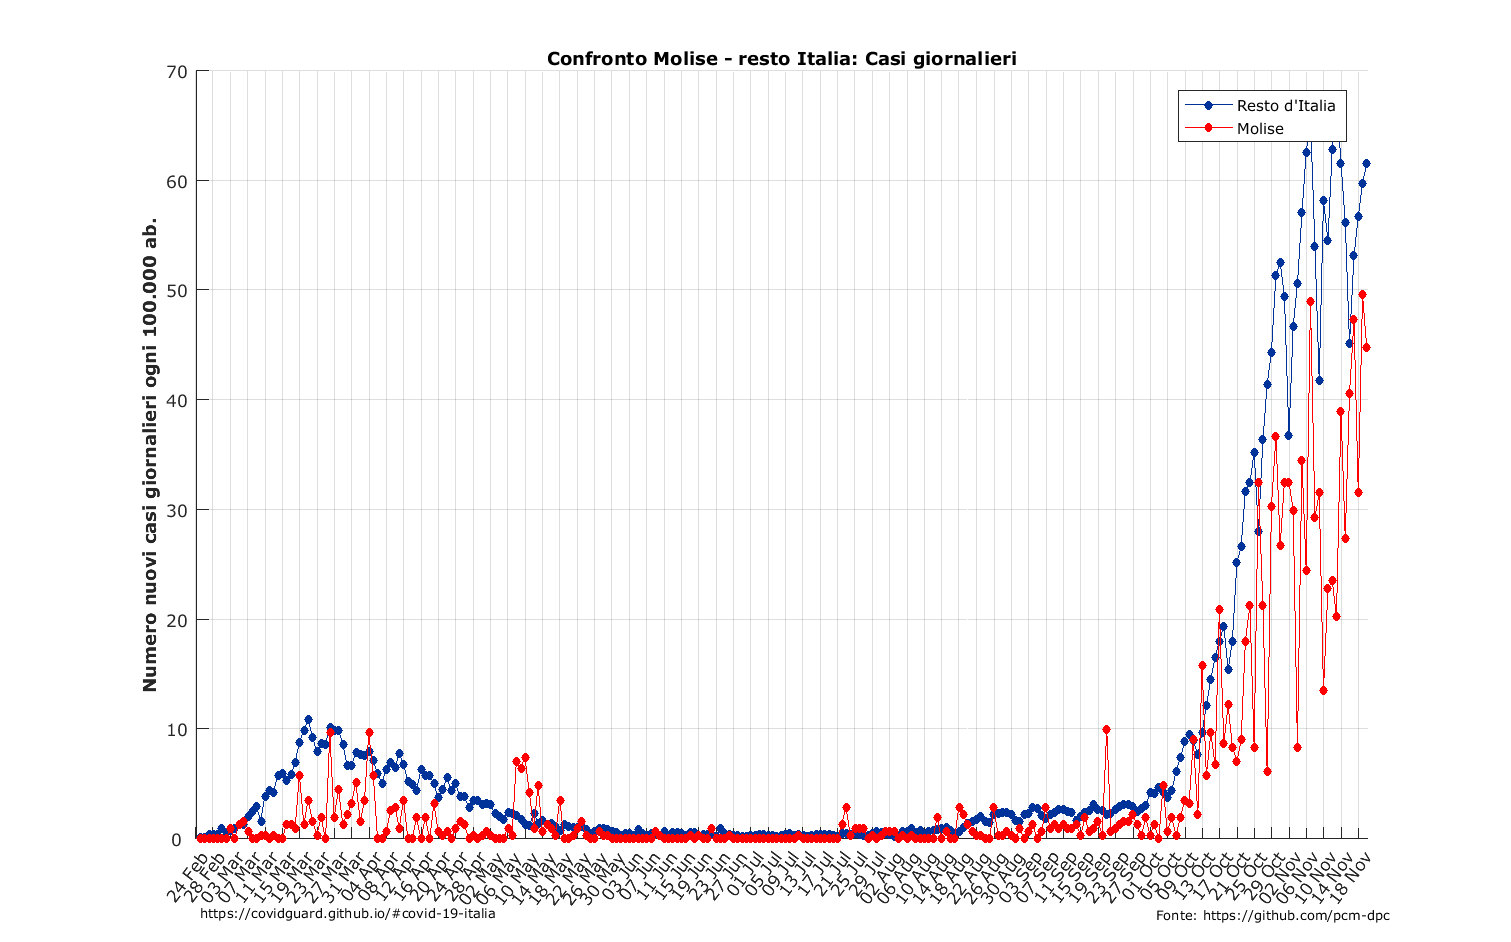 Confronto Molise - resto Italia: Casi giornalieri
Resto d'Italia
Molise
Numero nuovi casi giornalieri ogni 100.000 ab.
70
60
50
40
30
20
10
0
24 Feb
28 Feb
03 Mar
07 Mar
11 Mar
15 Mar
19 Mar
23 Mar
27 Mar
31 Mar
04 Apr
08 Apr
12 Apr
16 Apr
20 Apr
24 Apr
28 Apr
02 May
06 May
10 May
14 May
18 May
22 May
26 May
30 May
03 Jun
07 Jun
11 Jun
15 Jun
19 Jun
23 Jun
27 Jun
01 Jul
05 Jul
09 Jul
13 Jul
17 Jul
21 Jul
25 Jul
29 Jul
02 Aug
06 Aug
10 Aug
14 Aug
18 Aug
22 Aug
26 Aug
30 Aug
03 Sep
07 Sep
11 Sep
15 Sep
19 Sep
23 Sep
27 Sep
01 Oct
05 Oct
09 Oct
13 Oct
17 Oct
21 Oct
25 Oct
29 Oct
02 Nov
06 Nov
10 Nov
14 Nov
18 Nov
https://covidguard.github.io/#covid-19-italia
Fonte: https://github.com/pcm-dpc